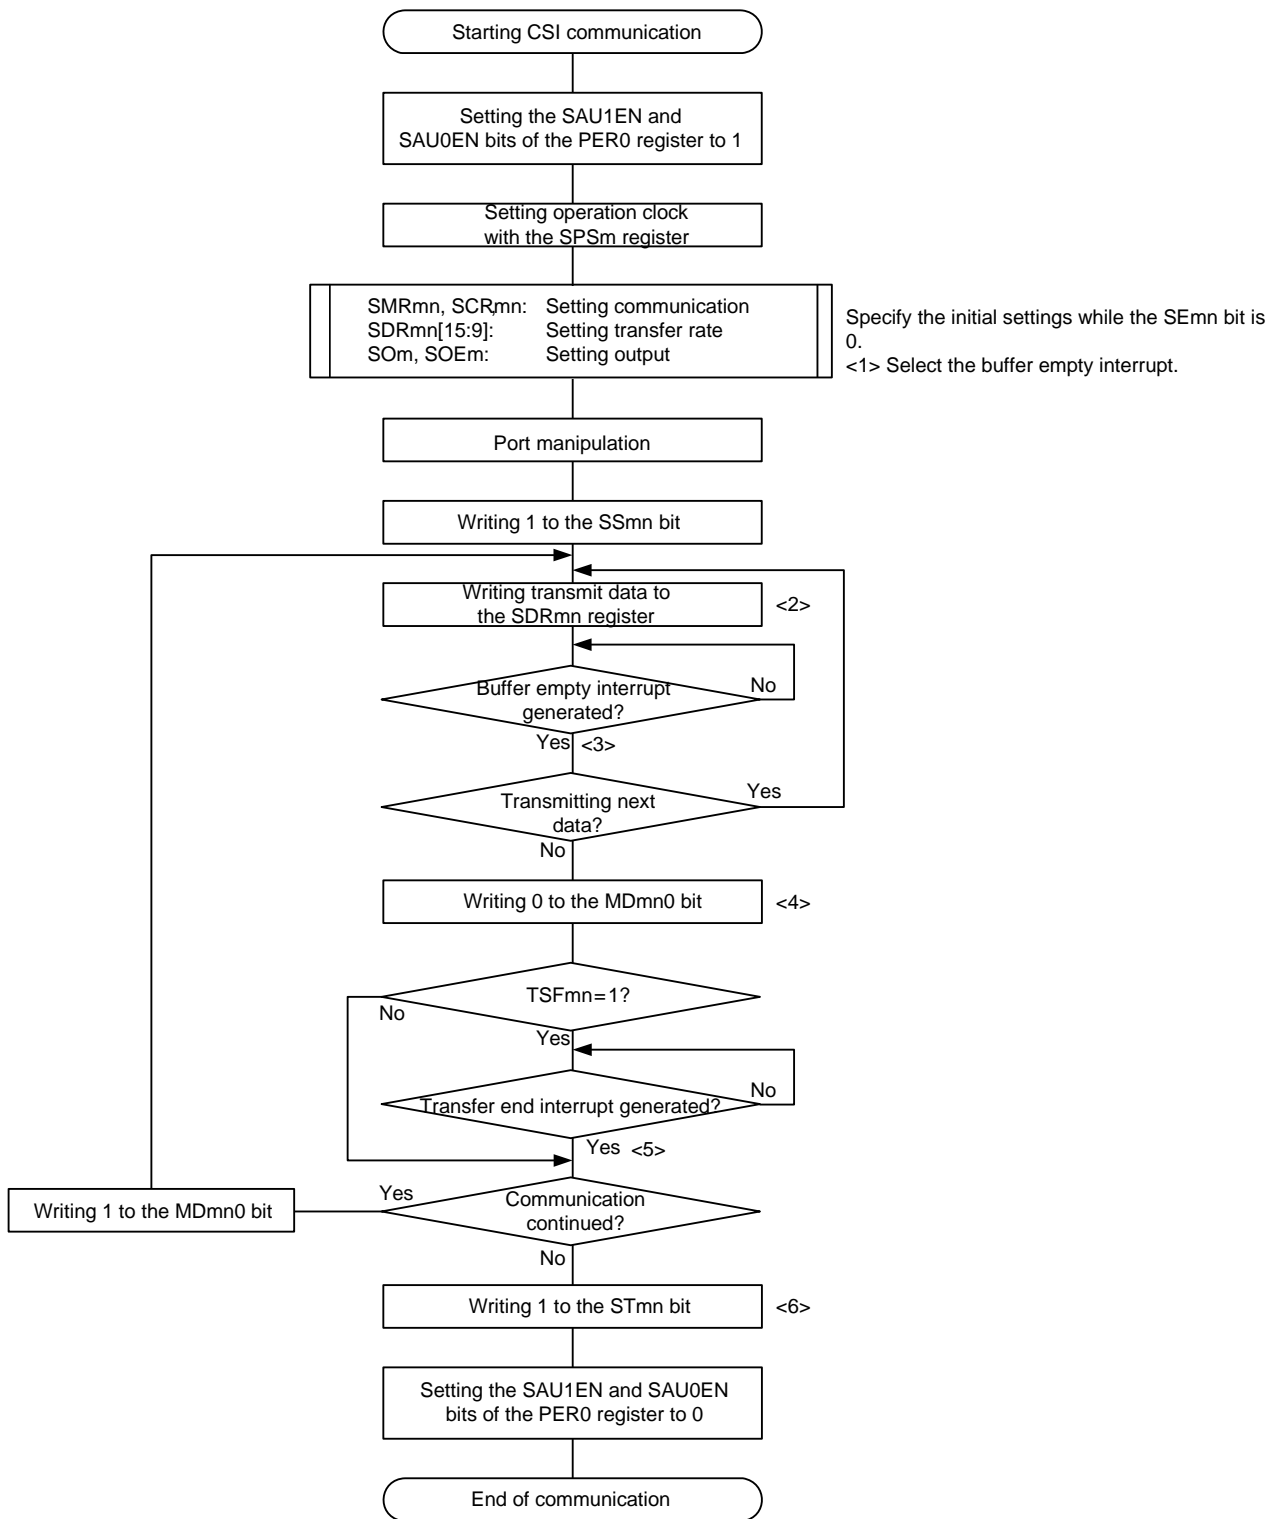 Starting CSI communication
Setting the SAU1EN and
SAU0EN bits of the PER0 register to 1
Setting operation clock
with the SPSm register
SMRmn, SCRmn: Setting communication
SDRmn[15:9]: Setting transfer rate
SOm, SOEm: Setting output
Specify the initial settings while the SEmn bit is
0.
<1> Select the buffer empty interrupt.
Port manipulation
Writing 1 to the SSmn bit
Writing transmit data to
the SDRmn register
<2>
Buffer empty interrupt
generated?
No
Yes <3>
Transmitting next
data?
Yes
No
Writing 0 to the MDmn0 bit
<4>
TSFmn=1?
No
Yes
Transfer end interrupt generated?
No
Yes <5>
Communication
continued?
Yes
Writing 1 to the MDmn0 bit
No
Writing 1 to the STmn bit
<6>
Setting the SAU1EN and SAU0EN
bits of the PER0 register to 0
End of communication